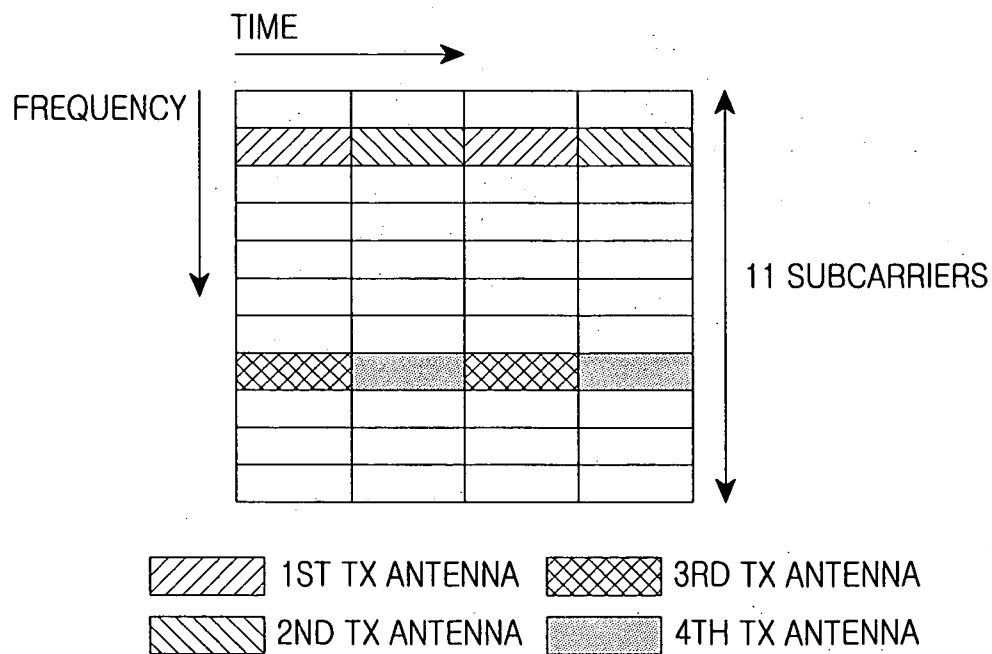 TIME
FREQUENCY
11 SUBCARRIERS
1ST TX ANTENNA
3RD TX ANTENNA
2ND TX ANTENNA
4TH TX ANTENNA